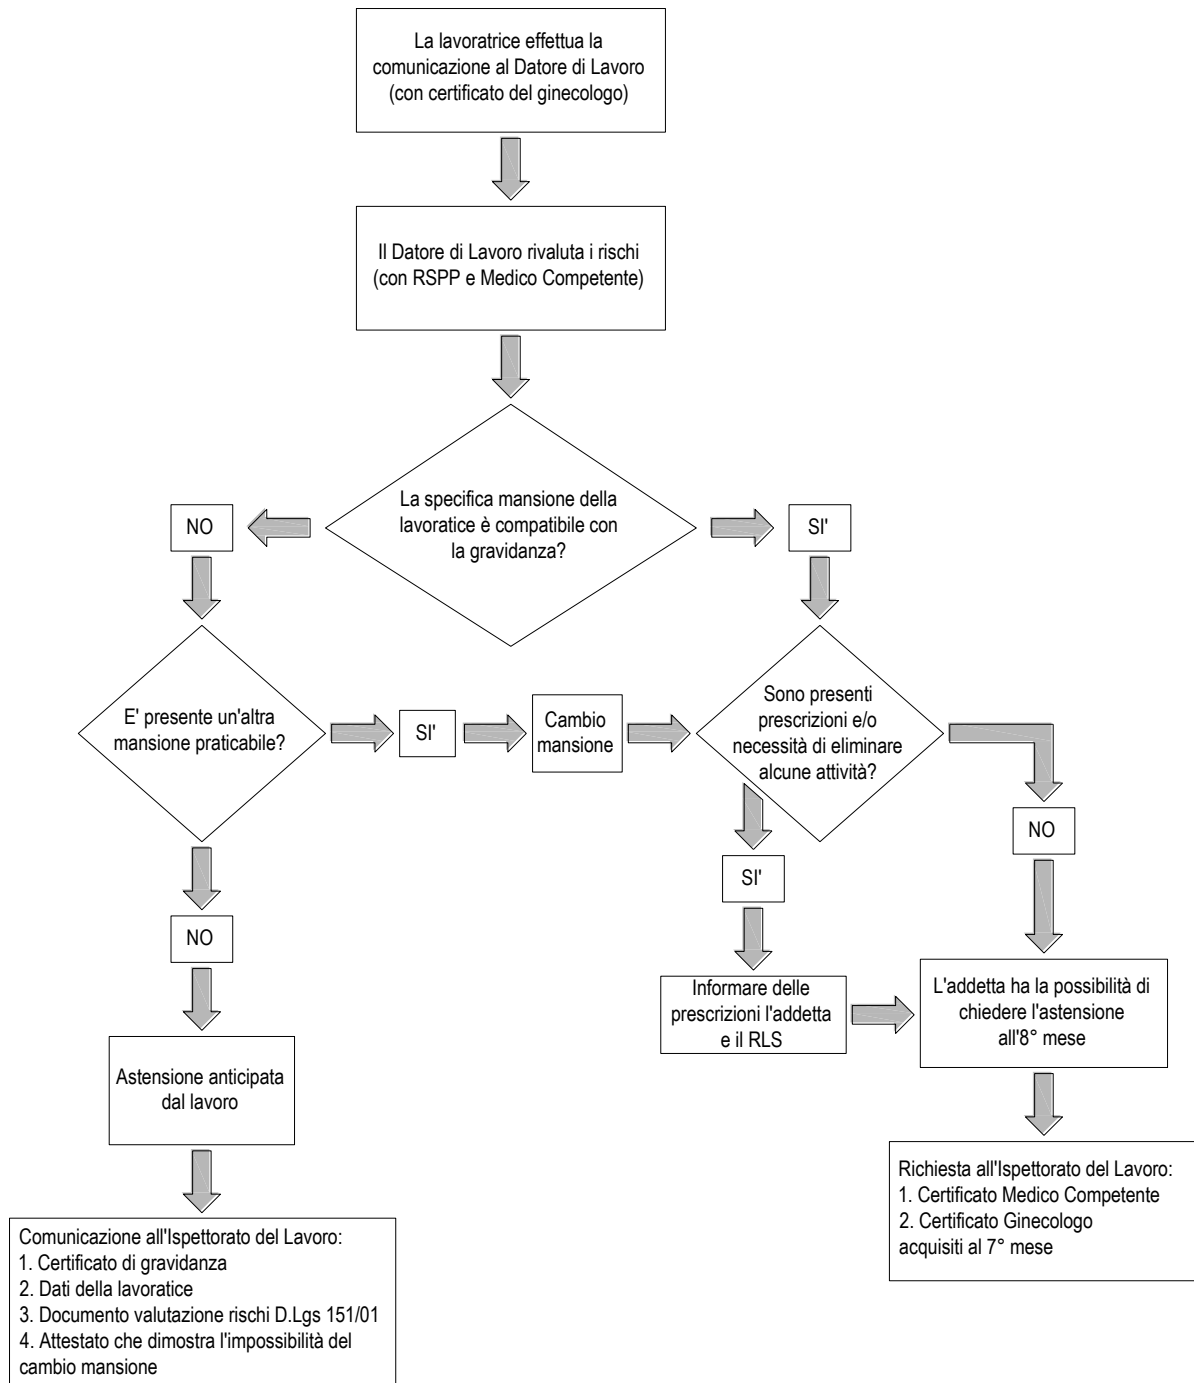 La lavoratrice effettua la
comunicazione al Datore di Lavoro
(con certificato del ginecologo)
Il Datore di Lavoro rivaluta i rischi
(con RSPP e Medico Competente)
La specifica mansione della
lavoratice è compatibile con
la gravidanza?
NO
SI'
E' presente un'altra
mansione praticabile?
SI'
Cambio
mansione
Sono presenti
prescrizioni e/o
necessità di eliminare
alcune attività?
NO
SI'
NO
Informare delle
prescrizioni l'addetta
e il RLS
L'addetta ha la possibilità di
chiedere l'astensione
all'8° mese
Astensione anticipata
dal lavoro
Richiesta all'Ispettorato del Lavoro:
1. Certificato Medico Competente
2. Certificato Ginecologo
acquisiti al 7° mese
Comunicazione all'Ispettorato del Lavoro:
1. Certificato di gravidanza
2. Dati della lavoratice
3. Documento valutazione rischi D.Lgs 151/01
4. Attestato che dimostra l'impossibilità del
cambio mansione